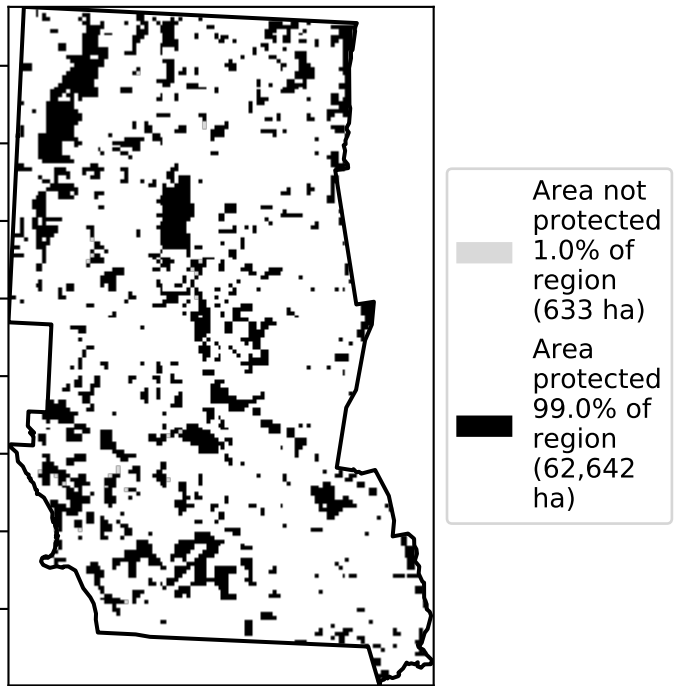 Area not
protected
1.0% of
region
(633 ha)
Area
protected
99.0% of
region
(62,642
ha)